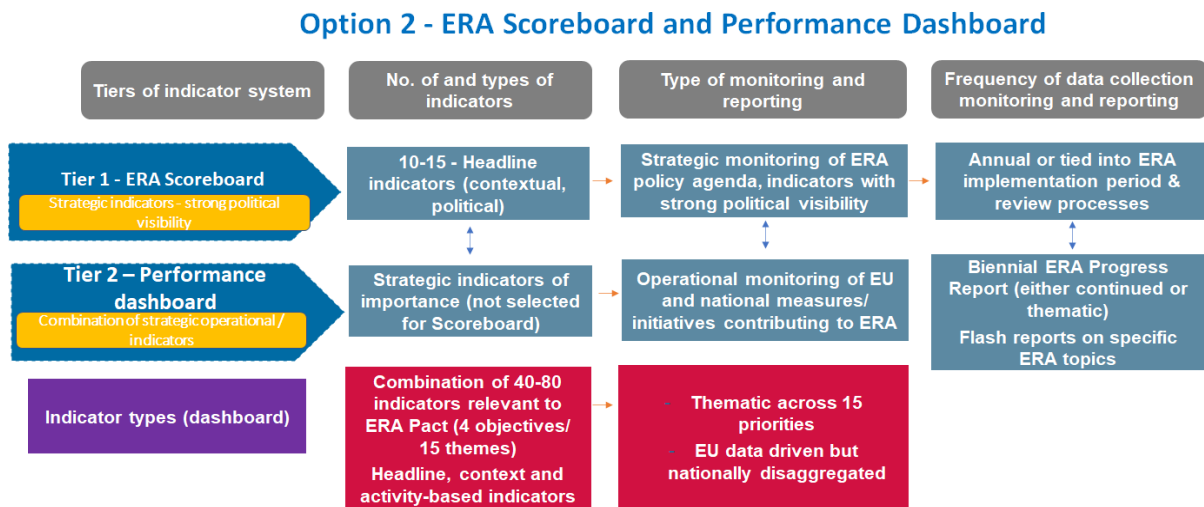 Option 2 - ERA Scoreboard and Performance Dashboard
Tiers of indicator system
No. of and types of
indicators
Type of monitoring and
reporting
Frequency of data collection
monitoring and reporting
Tier 1 - ERA Scoreboard
Strategic indicators - strong political
visibility
10-15 - Headline
indicators (contextual,
political)
Strategic monitoring of ERA
policy agenda, indicators with
strong political visibility
Annual or tied into ERA
implementation period &
review processes
Tier 2 – Performance
dashboard
Combination of strategic operational /
indicators
Strategic indicators of
importance (not selected
for Scoreboard)
Operational monitoring of EU
and national measures/
initiatives contributing to ERA
Biennial ERA Progress
Report (either continued or
thematic)
Flash reports on specific
ERA topics
Indicator types (dashboard)
Combination of 40-80
indicators relevant to
ERA Pact (4 objectives/
15 themes)
Headline, context and
activity-based indicators
- Thematic across 15
priorities
- EU data driven but
nationally disaggregated